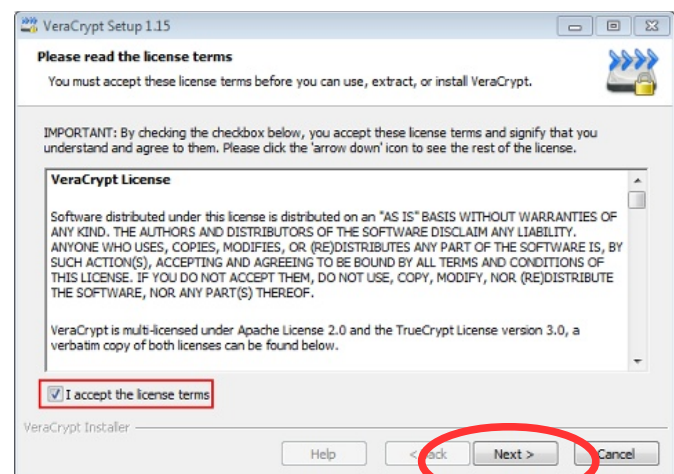 VeraCrypt Setup 1.15
Please read the license terms
You must accept these license terms before you can use, extract, or install VeraCrypt.
IMPORTANT: By checking the checkbox below, you accept these license terms and signify that you
understand and agree to them. Please click the 'arrow down' icon to see the rest of the license.
VeraCrypt License
Software distributed under this license is distributed on an "AS IS" BASIS WITHOUT WARRANTIES OF
ANY KIND. THE AUTHORS AND DISTRIBUTORS OF THE SOFTWARE DISCLAIM ANY LIABILITY.
ANYONE WHO USES, COPIES, MODIFIES, OR (RE)DISTRIBUTES ANY PART OF THE SOFTWARE IS, BY
SUCH ACTION(S), ACCEPTING AND AGREEING TO BE BOUND BY ALL TERMS AND CONDITIONS OF
THIS LICENSE. IF YOU DO NOT ACCEPT THEM, DO NOT USE, COPY, MODIFY, NOR (RE)DISTRIBUTE
THE SOFTWARE, NOR ANY PART(S) THEREOF.
VeraCrypt is multi-licensed under Apache License 2.0 and the TrueCrypt License version 3.0, a
verbatim copy of both licenses can be found below.
I accept the license terms
VeraCrypt Installer
Help < Next > Cancel